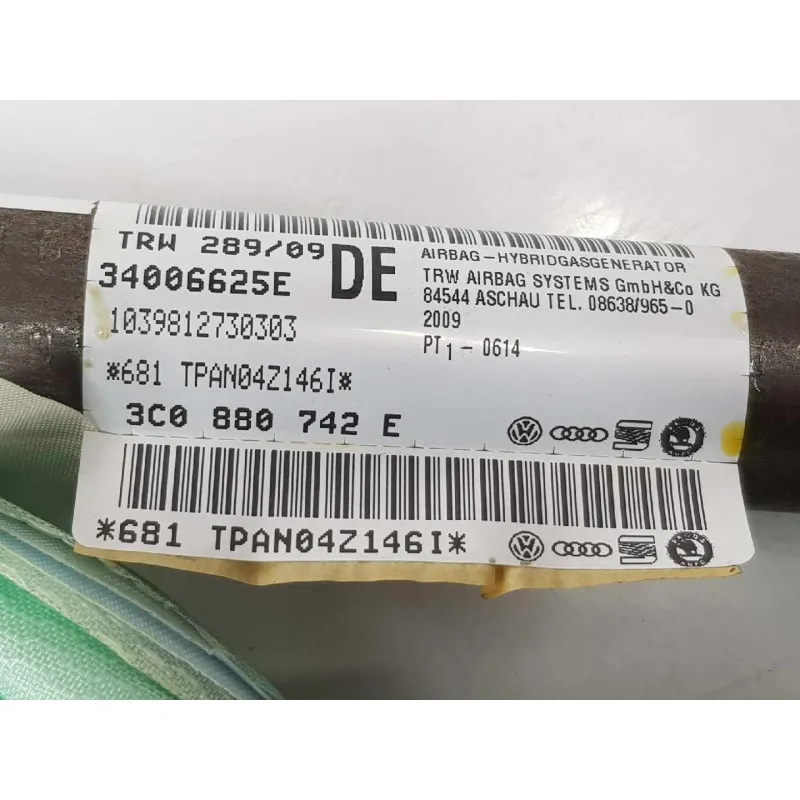 TRW 289/09
34006625E
DE
1039812730303
*681 TPAN04Z146I*
3C0 880 742 E
AIRBAG-HYBRIDGASGENERATOR
TRW AIRBAG SYSTEMS GmbH&Co KG
84544 ASCHAU TEL. 08638/965-0
2009
PT1 - 0614
*681 TPAN04Z146I*